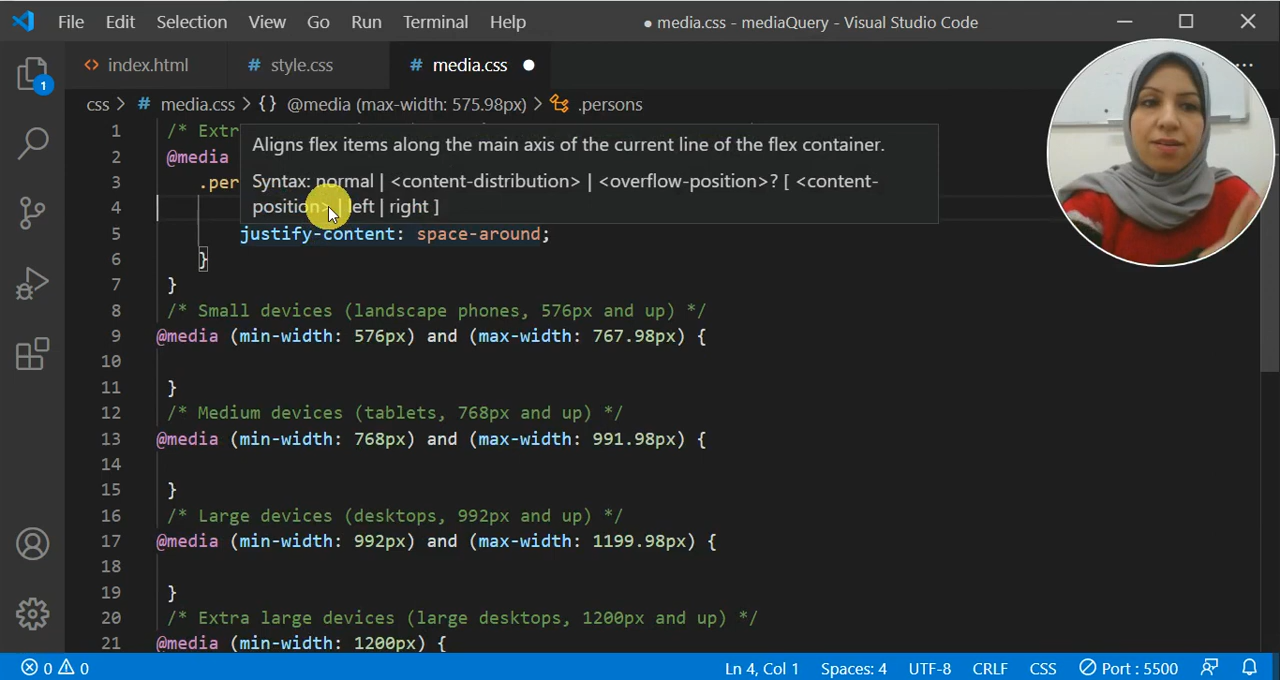 File Edit Selection View Go Run Terminal Help ● media.css - mediaQuery - Visual Studio Code
index.html # style.css # media.css
css > # media.css > {} @media (max-width: 575.98px) > .persons
1 /* Extr
2 @media
3 .per
4
5 justify-content: space-around;
6 }
7 }
8 /* Small devices (landscape phones, 576px and up) */
9 @media (min-width: 576px) and (max-width: 767.98px) {
10
11 }
12 /* Medium devices (tablets, 768px and up) */
13 @media (min-width: 768px) and (max-width: 991.98px) {
14
15 }
16 /* Large devices (desktops, 992px and up) */
17 @media (min-width: 992px) and (max-width: 1199.98px) {
18
19 }
20 /* Extra large devices (large desktops, 1200px and up) */
21 @media (min-width: 1200px) {
Aligns flex items along the main axis of the current line of the flex container.
Syntax: normal | <content-distribution> | <overflow-position>? [ <content-
position> | left | right ]
1
0 0 Ln 4, Col 1 Spaces: 4 UTF-8 CRLF CSS Port : 5500